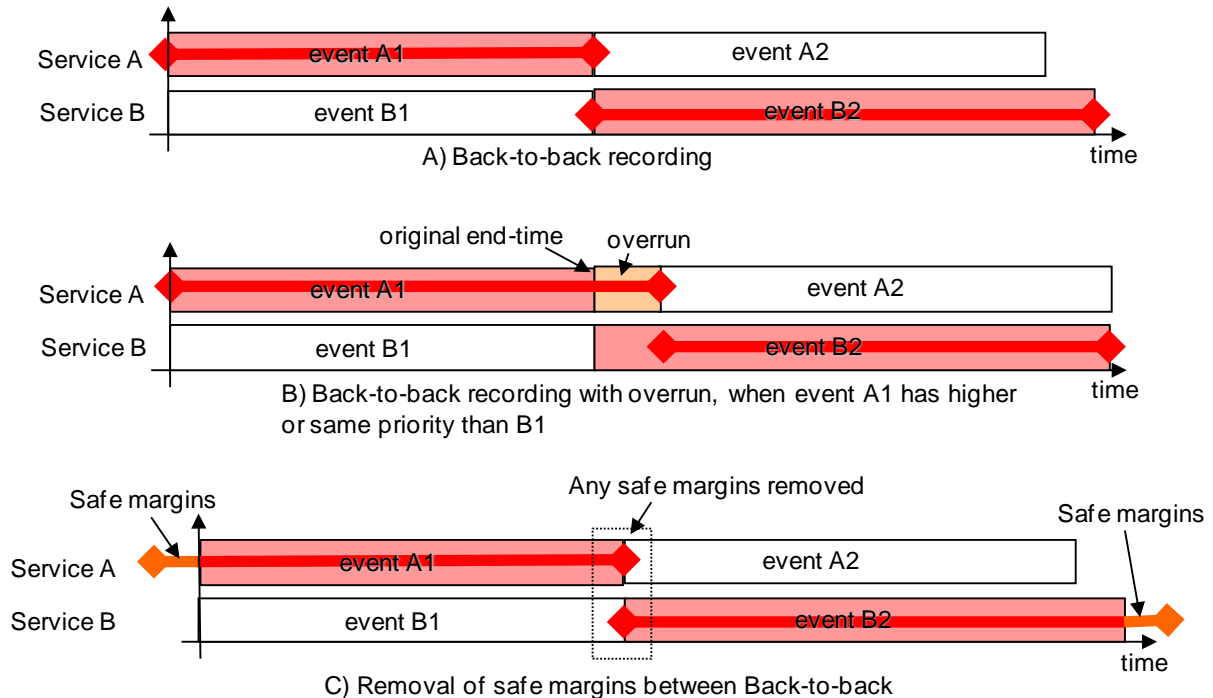 Service A
event A1
event A2
Service B
event B1
event B2
time
A) Back-to-back recording
original end-time
overrun
Service A
event A1
event A2
Service B
event B1
event B2
time
B) Back-to-back recording with overrun, when event A1 has higher
or same priority than B1
Safe margins
Any safe margins removed
Safe margins
Service A
event A1
event A2
Service B
event B1
event B2
time
C) Removal of safe margins between Back-to-back